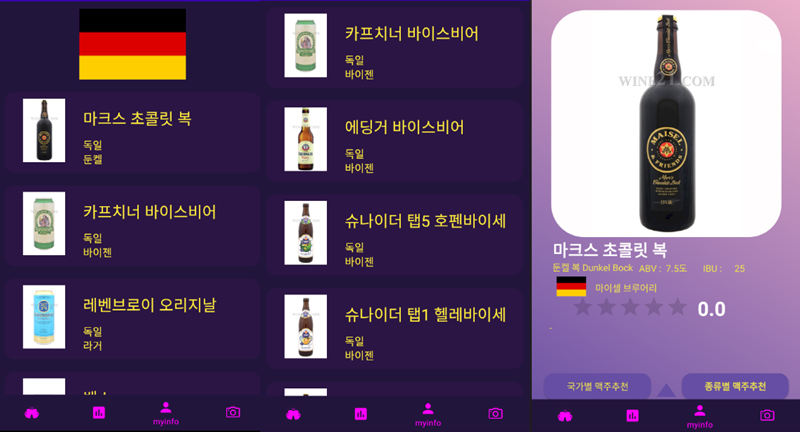 마크스 초콜릿 복
독일
둔켈
카프치너 바이스비어
독일
바이젠
레벤브로이 오리지날
독일
라거
카프치너 바이스비어
독일
바이젠
에딩거 바이스비어
독일
바이젠
슈나이더 탭5 호펜바이세
독일
바이젠
슈나이더 탭1 헬레바이세
독일
바이젠
myinfo
myinfo
WINE21.COM
MAISEL
& FRIENDS
마크스 초콜릿 복
둔켈 복 Dunkel Bock ABV : 7.5도 IBU : 25
마이셀 브루어리
0.0
-
국가별 맥주추천
종류별 맥주추천
myinfo